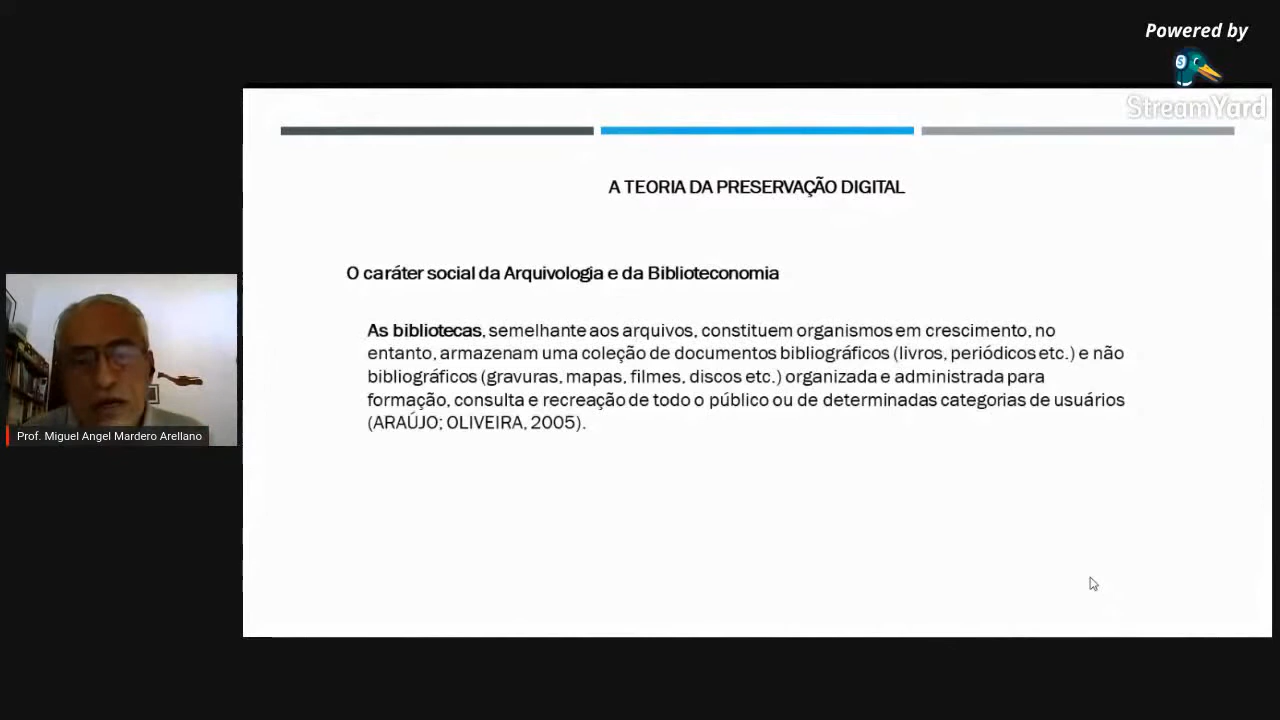 Powered by
StreamYard
A TEORIA DA PRESERVAÇÃO DIGITAL
O caráter social da Arquivologia e da Biblioteconomia
As bibliotecas, semelhante aos arquivos, constituem organismos em crescimento, no
entanto, armazenam uma coleção de documentos bibliográficos (livros, periódicos etc.) e não
bibliográficos (gravuras, mapas, filmes, discos etc.) organizada e administrada para
formação, consulta e recreação de todo o público ou de determinadas categorias de usuários
(ARAÚJO; OLIVEIRA, 2005).
Prof. Miguel Angel Mardero Arellano